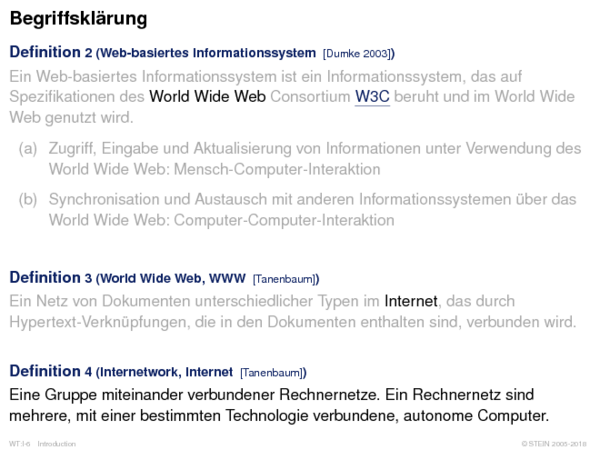 Begriffsklärung
Definition 2 (Web-basiertes Informationssystem [Dumke 2003])
Ein Web-basiertes Informationssystem ist ein Informationssystem, das auf
Spezifikationen des World Wide Web Consortium W3C beruht und im World Wide
Web genutzt wird.
(a) Zugriff, Eingabe und Aktualisierung von Informationen unter Verwendung des
World Wide Web: Mensch-Computer-Interaktion
(b) Synchronisation und Austausch mit anderen Informationssystemen über das
World Wide Web: Computer-Computer-Interaktion
Definition 3 (World Wide Web, WWW [Tanenbaum])
Ein Netz von Dokumenten unterschiedlicher Typen im Internet, das durch
Hypertext-Verknüpfungen, die in den Dokumenten enthalten sind, verbunden wird.
Definition 4 (Internetwork, Internet [Tanenbaum])
Eine Gruppe miteinander verbundener Rechnernetze. Ein Rechnernetz sind
mehrere, mit einer bestimmten Technologie verbundene, autonome Computer.
WT:I-6 Introduction © STEIN 2005-2018